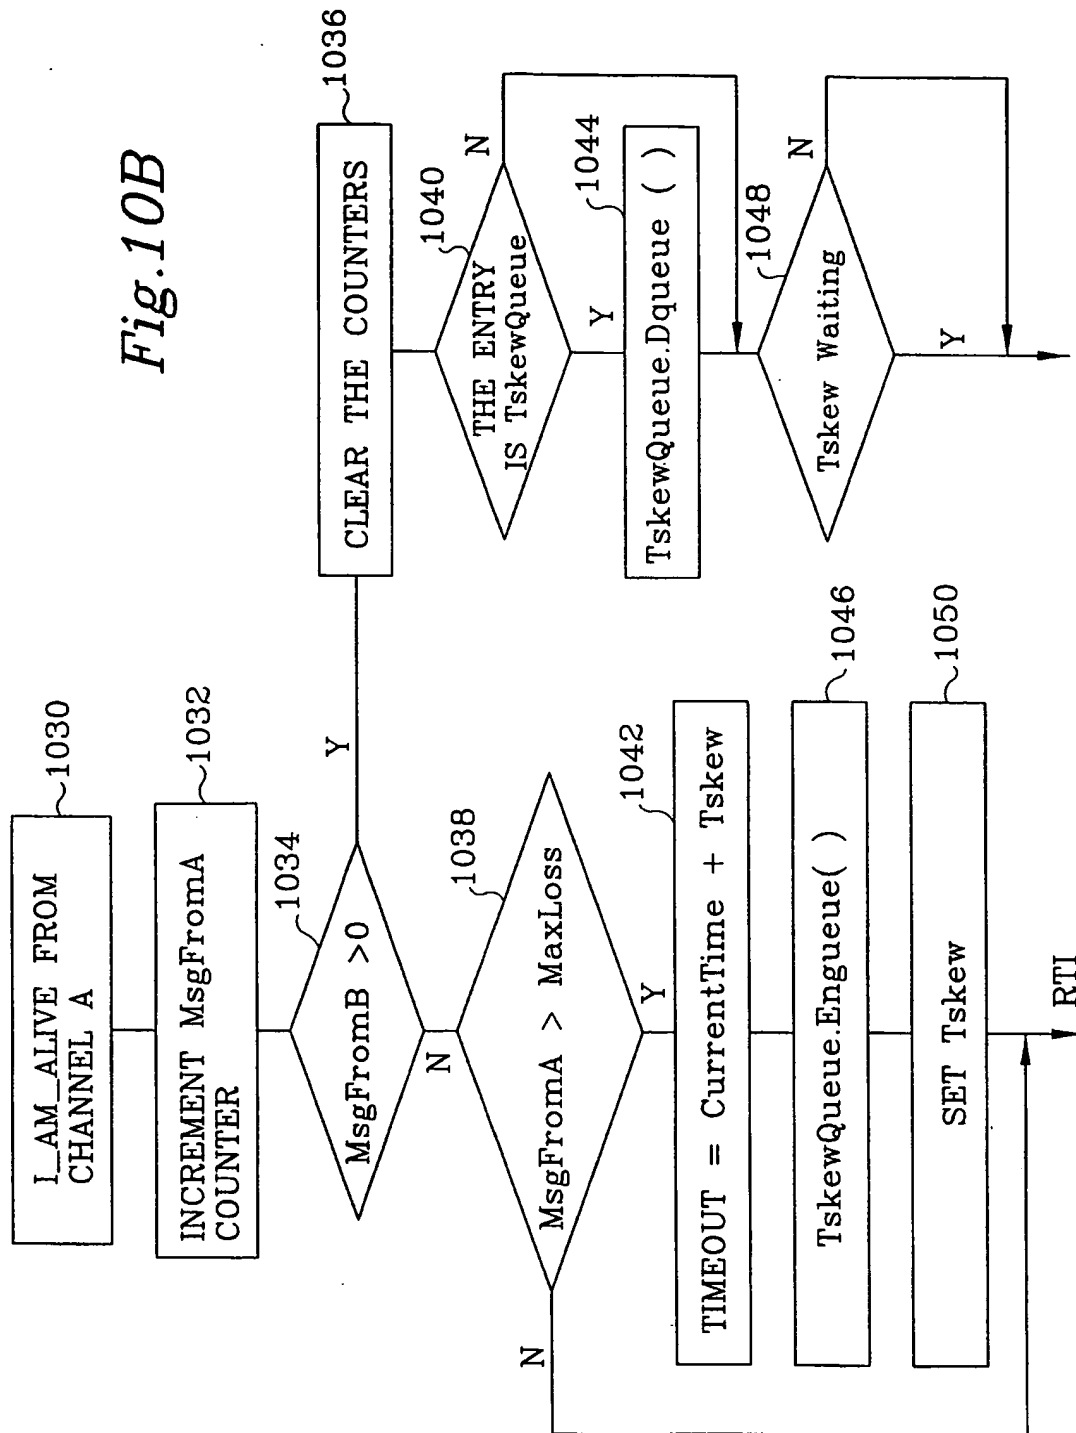 Fig.10B
I_AM_ALIVE FROM
CHANNEL A
1030
INCREMENT MsgFromA
COUNTER
1032
MsgFromB >0
1034
Y
N
CLEAR THE COUNTERS
1036
MsgFromA > MaxLoss
1038
N
Y
THE ENTRY
IS TskewQueue
1040
N
Y
TIMEOUT = CurrentTime + Tskew
1042
TskewQueue.Dqueue ( )
1044
TskewQueue.Engueue( )
1046
Tskew Waiting
1048
N
Y
SET Tskew
1050
RTI